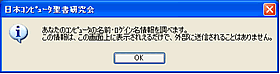 日本コンピュータ聖書研究会
あなたのコンピュータの名前・ログイン名情報を調べます。
この情報は、この画面上に表示されえるだけで、外部に送信されることはありません。
OK